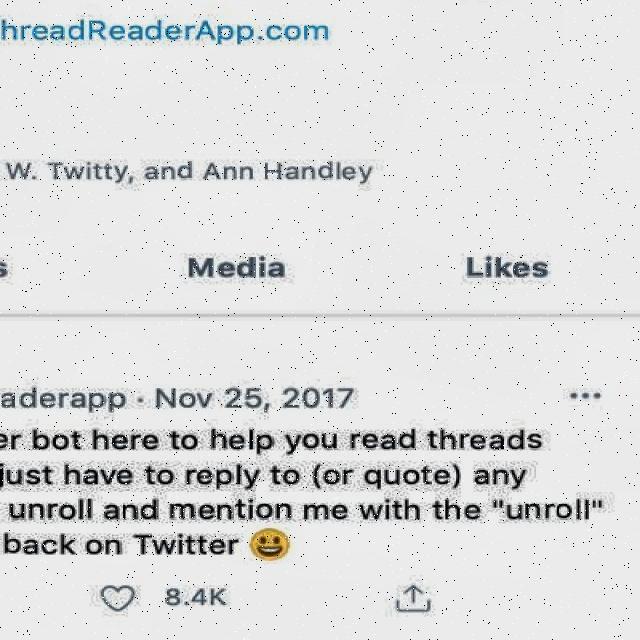 hreadReaderApp.com
W. Twitty, and Ann Handley
s Media Likes
aderapp · Nov 25, 2017
er bot here to help you read threads
just have to reply to (or quote) any
unroll and mention me with the "unroll"
back on Twitter 😀
8.4K